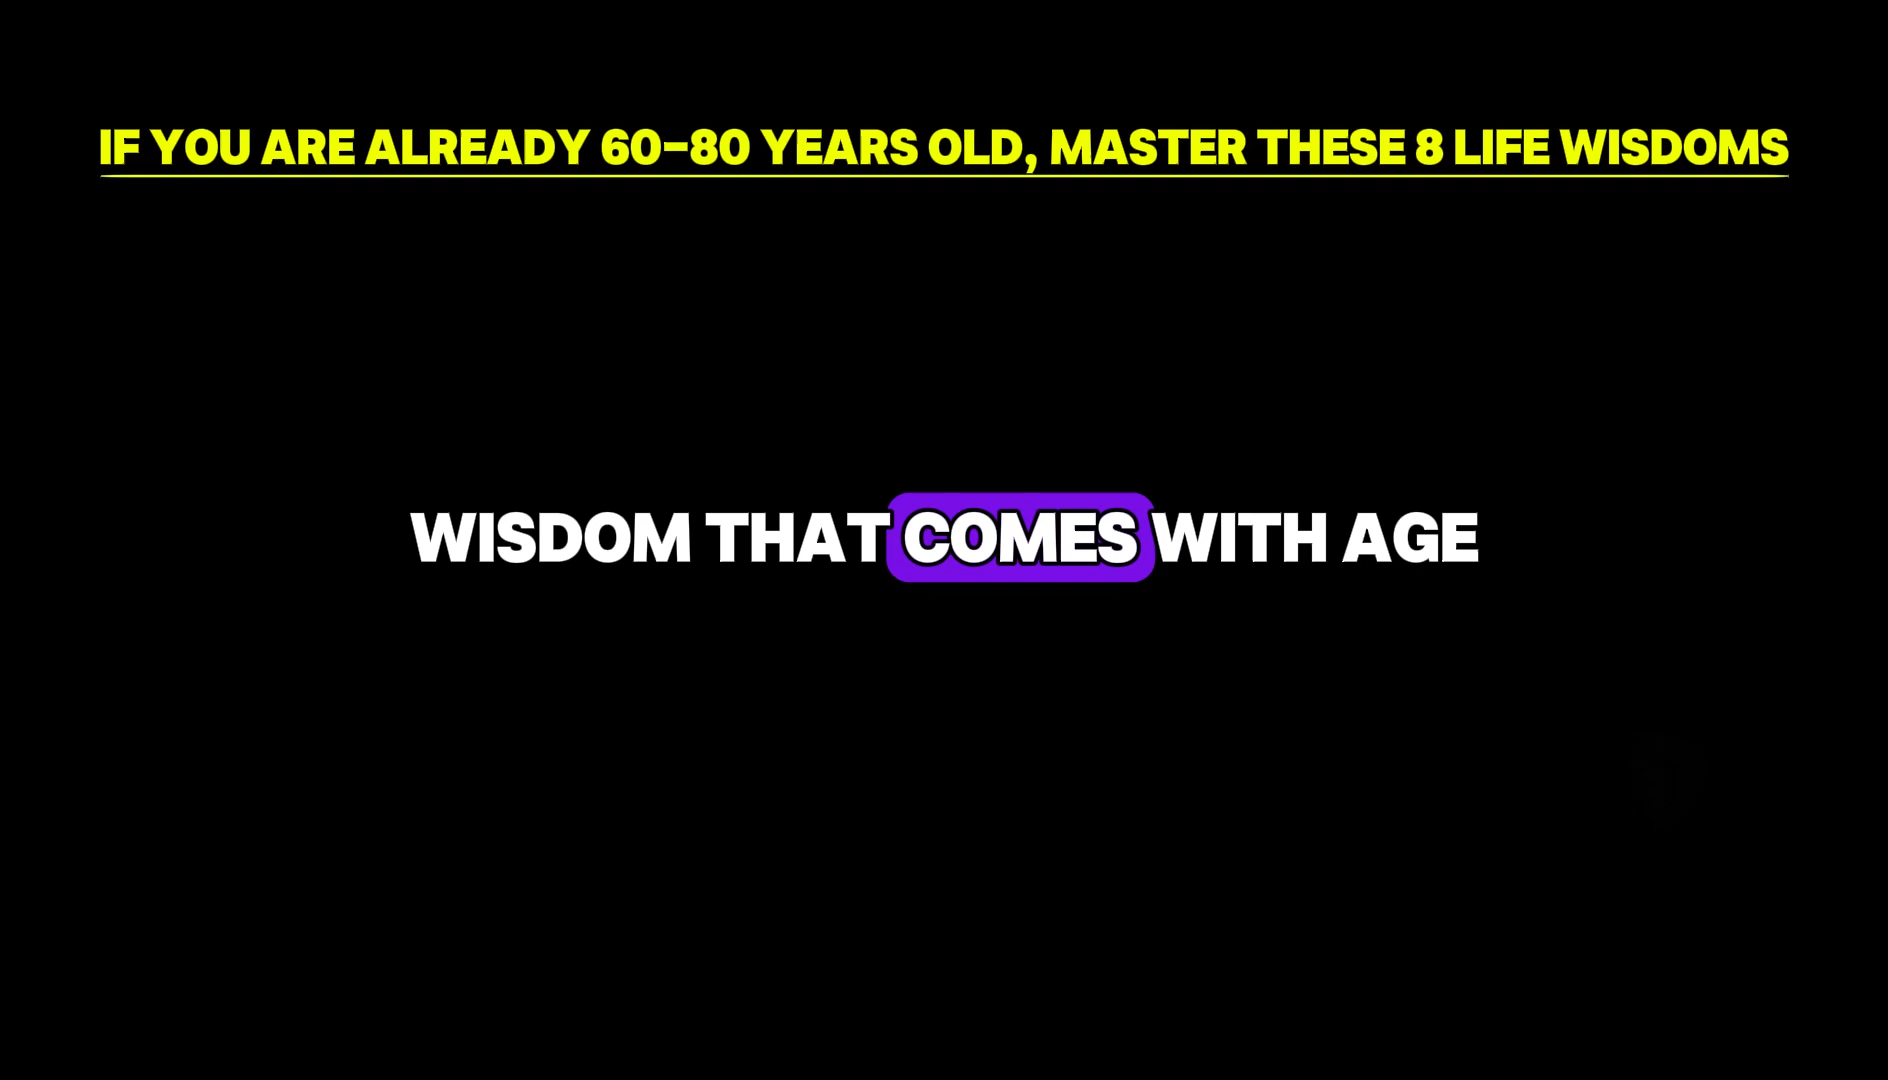 IF YOU ARE ALREADY 60-80 YEARS OLD, MASTER THESE 8 LIFE WISDOMS
WISDOM THAT COMES WITH AGE